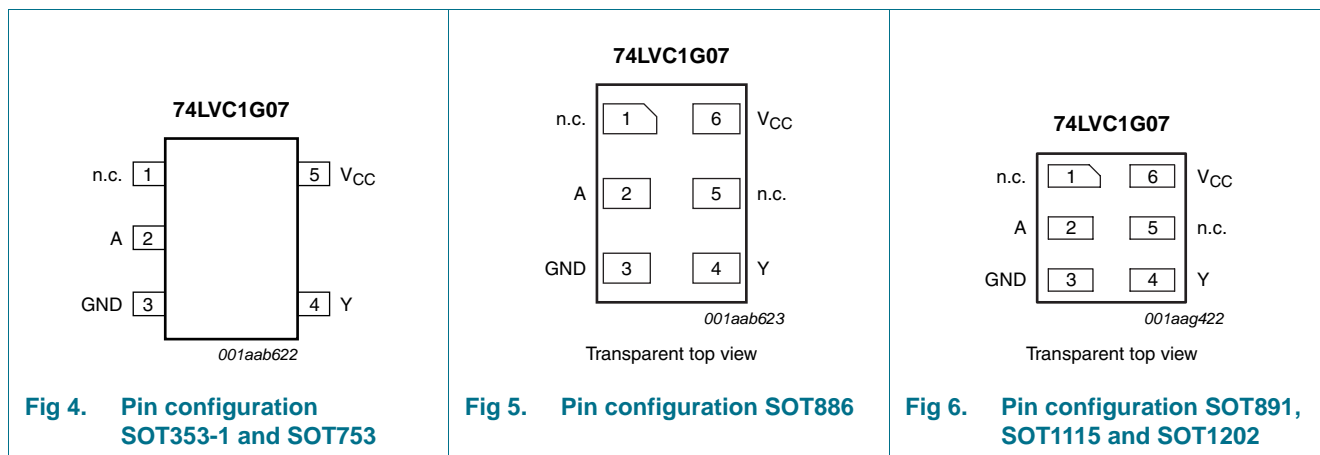 74LVC1G07
n.c. 1 5 VCC
A 2
GND 3 4 Y
001aab622
Fig 4. Pin configuration
SOT353-1 and SOT753
74LVC1G07
n.c. 1 6 VCC
A 2 5 n.c.
GND 3 4 Y
001aab623
Transparent top view
Fig 5. Pin configuration SOT886
74LVC1G07
n.c. 1 6 VCC
A 2 5 n.c.
GND 3 4 Y
001aag422
Transparent top view
Fig 6. Pin configuration SOT891,
SOT1115 and SOT1202